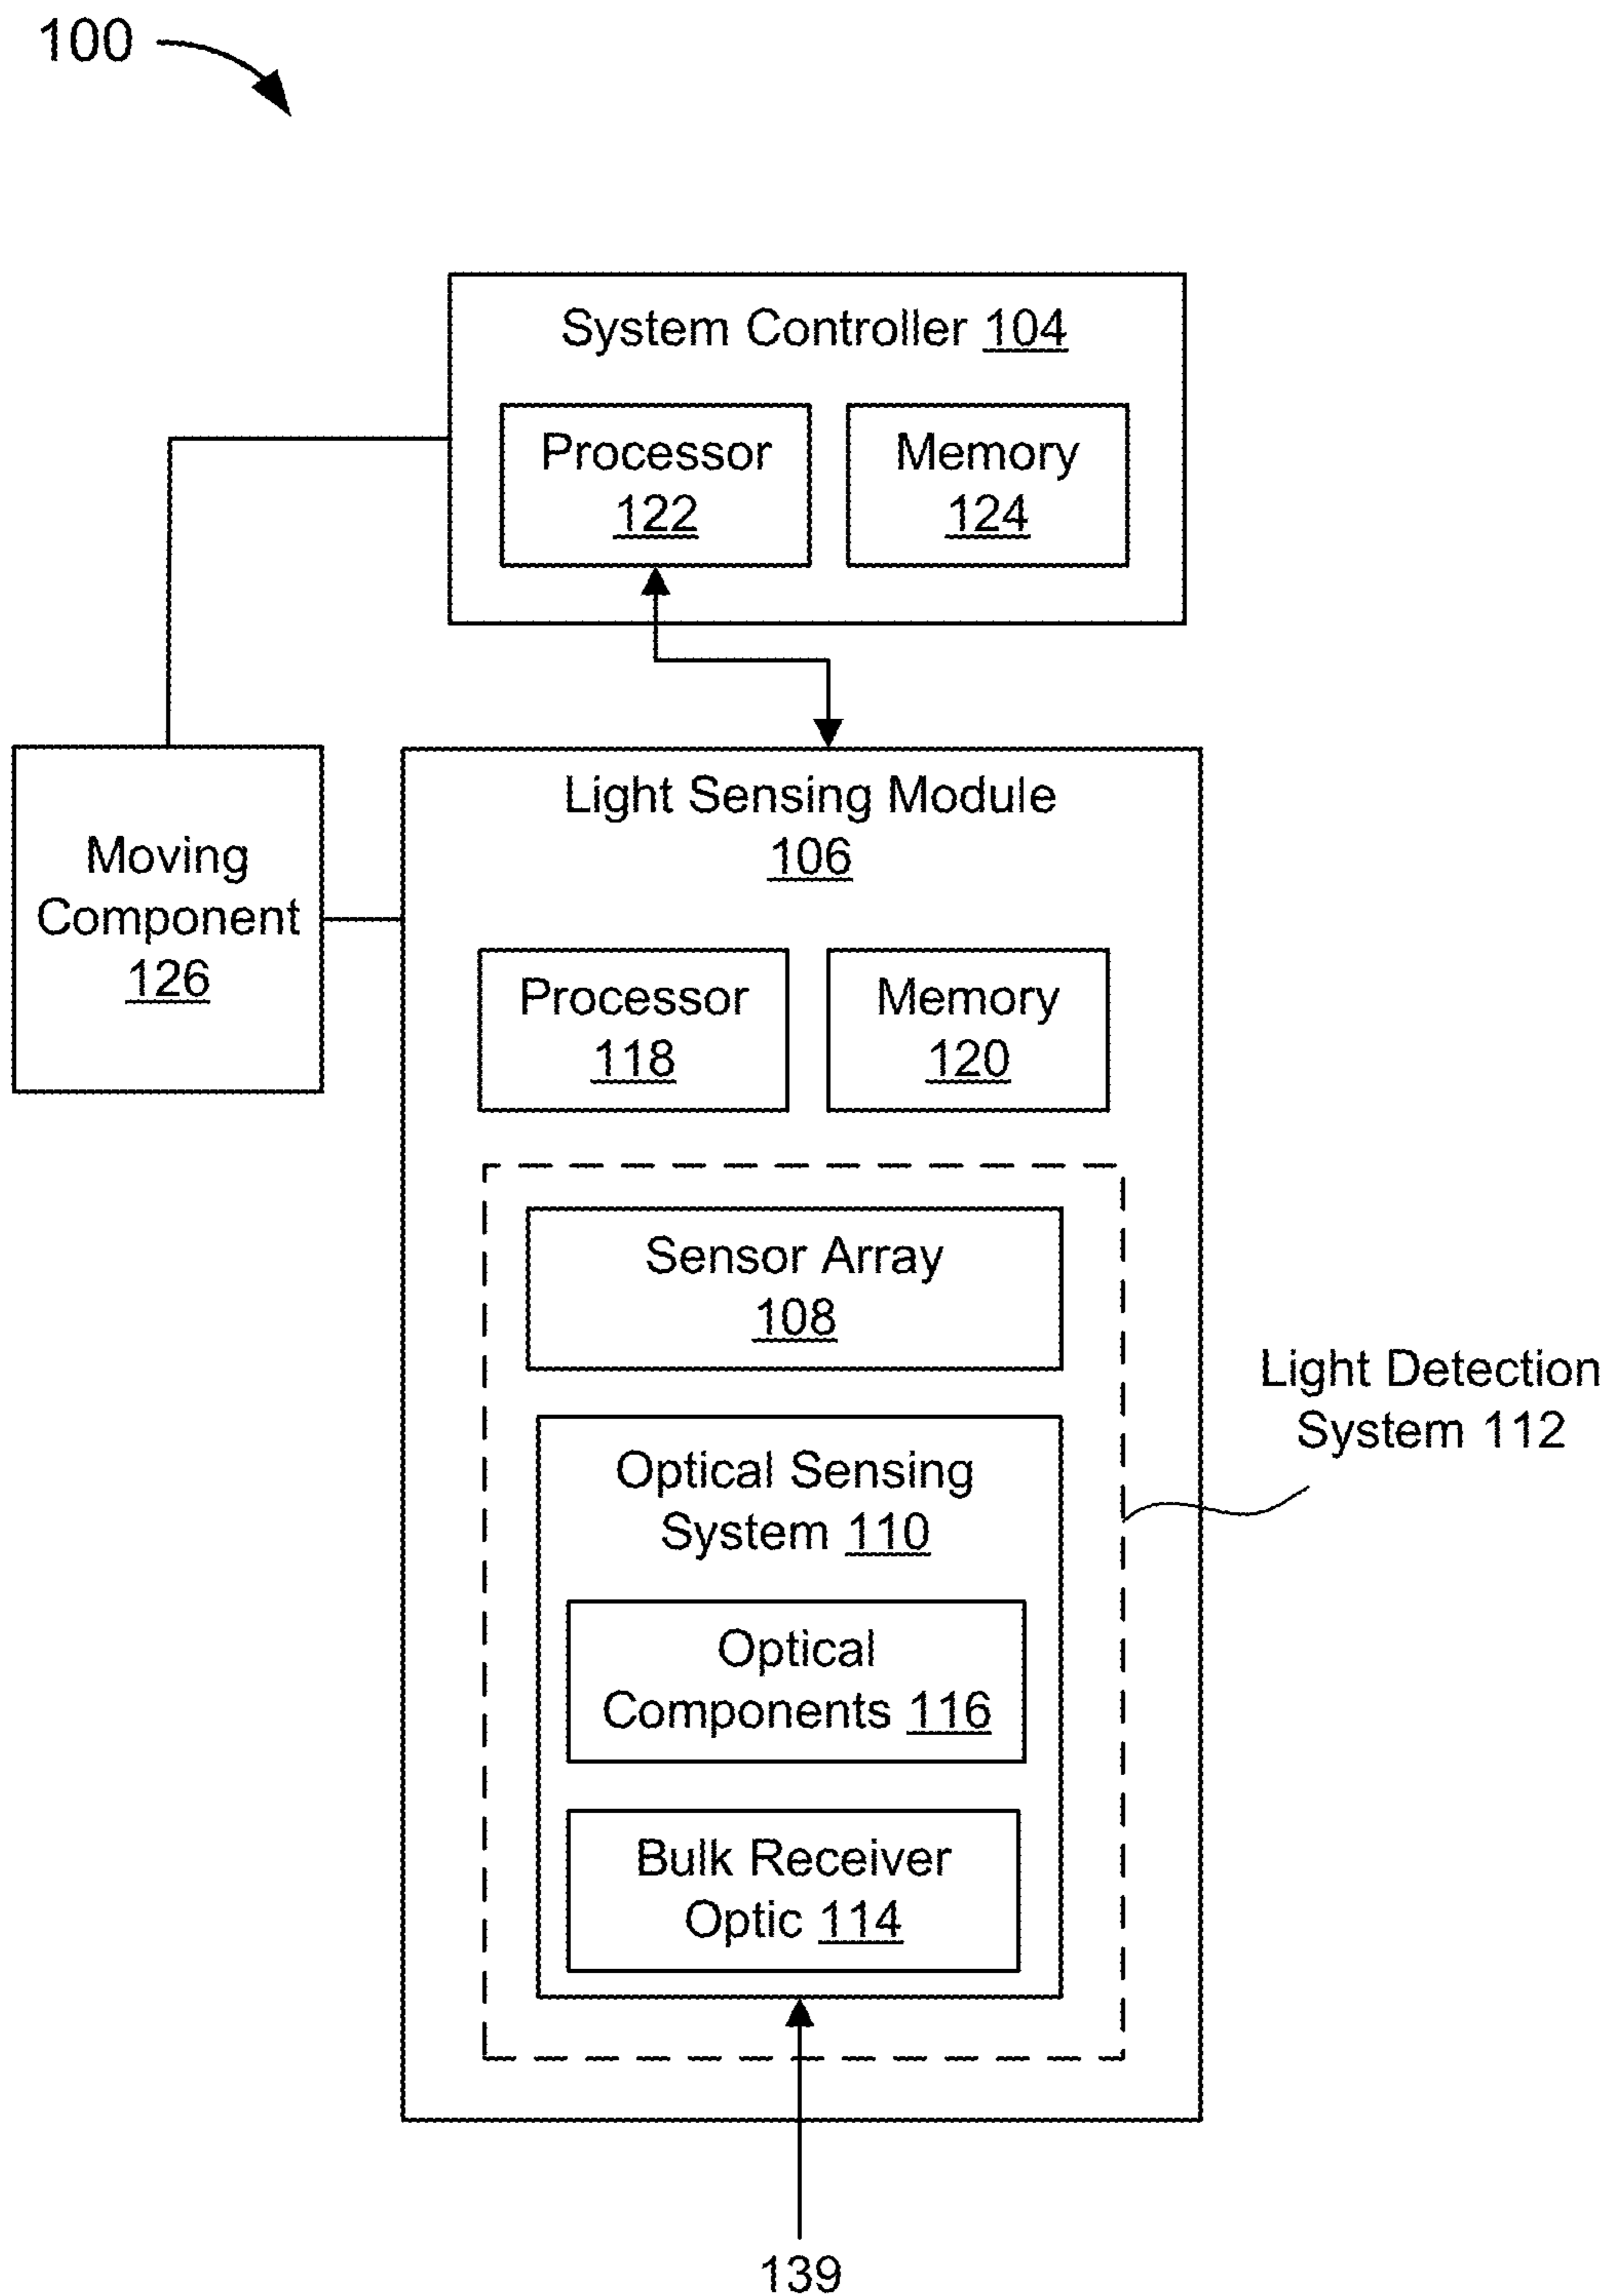 100
System Controller 104
Processor
122
Memory
124
Moving
Component
126
Light Sensing Module
106
Processor
118
Memory
120
Sensor Array
108
Light Detection
System 112
Optical Sensing
System 110
Optical
Components 116
Bulk Receiver
Optic 114
139